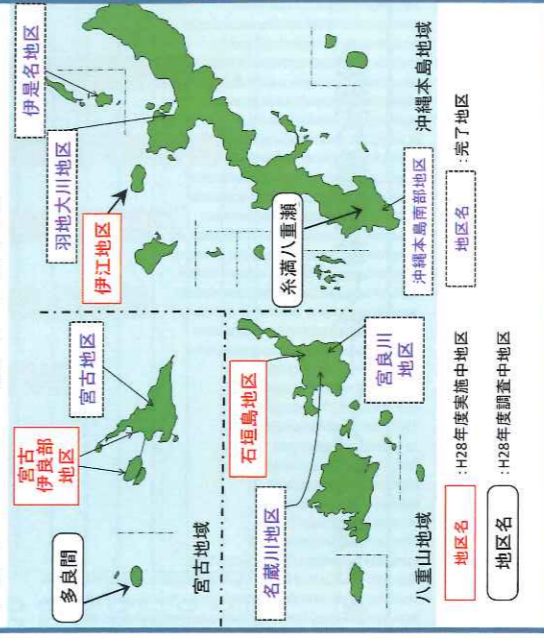 伊是名地区
羽地大川地区
伊江地区
沖縄本島地域
糸満八重瀬
沖縄本島南部地区
宮古
伊良部
地区
宮古地区
多良間
宮古地域
石垣島地区
宮良川
地区
名蔵川地区
八重山地域
地区名 :H28年度実施中地区
地区名 :H28年度調査中地区
地区名 :完了地区